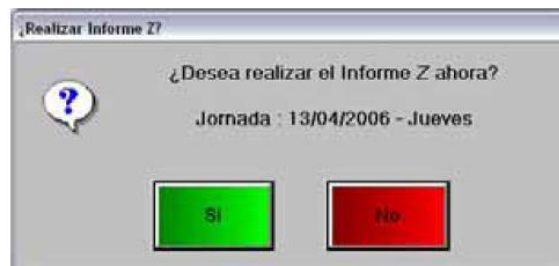 ¿Realizar Informe Z?
¿Desea realizar el Informe Z ahora?
Jornada : 13/04/2006 - Jueves
Si No